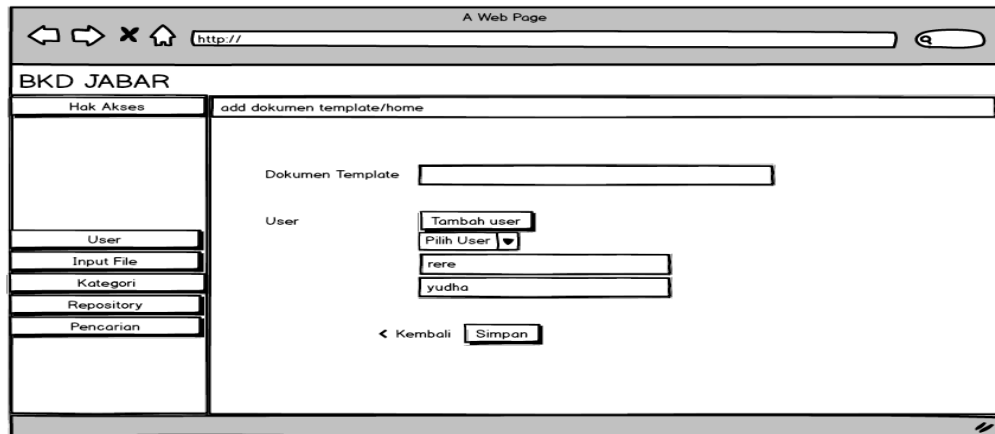 A Web Page
http://
BKD JABAR
Hak Akses
add dokumen template/home
Dokumen Template
User
Tambah user
Pilih User
rere
yudha
< Kembali
Simpan
User
Input File
Kategori
Repository
Pencarian